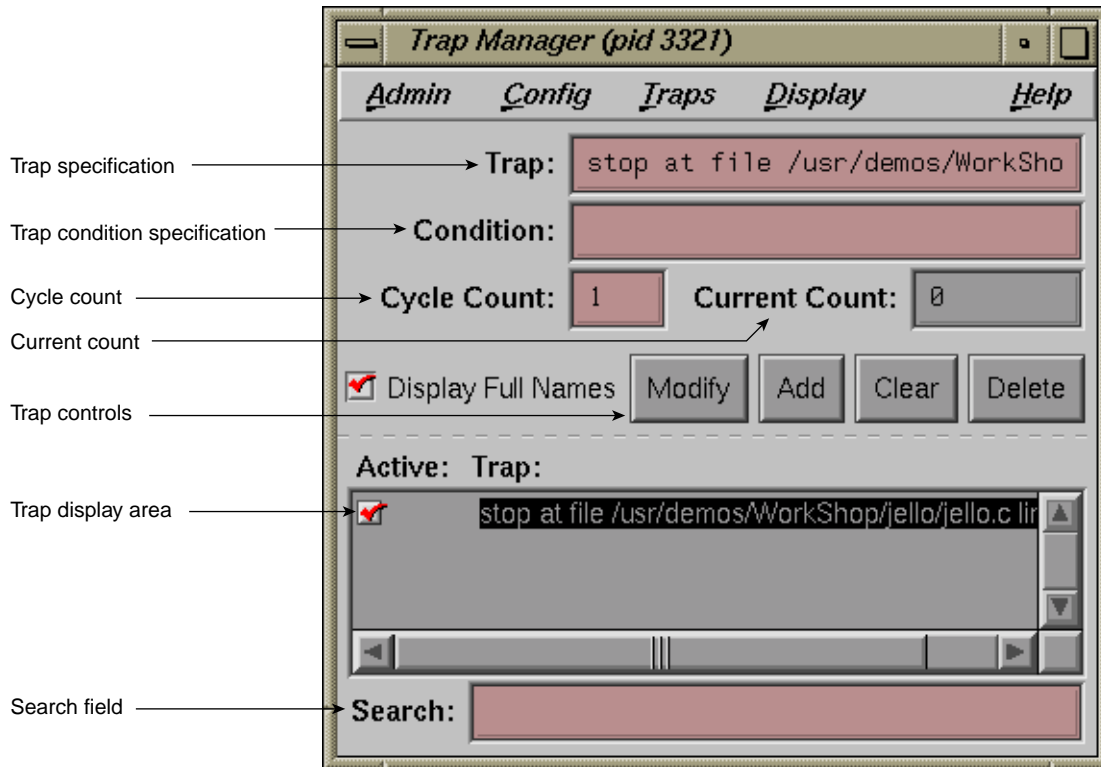 Trap Manager (pid 3321)
Admin Config Traps Display Help
Trap specification
Trap: stop at file /usr/demos/WorkSho
Trap condition specification
Condition:
Cycle count
Cycle Count: 1 Current Count: 0
Current count
Display Full Names Modify Add Clear Delete
Trap controls
Active: Trap:
Trap display area
stop at file /usr/demos/WorkShop/jello/jello.c lin
Search field
Search: